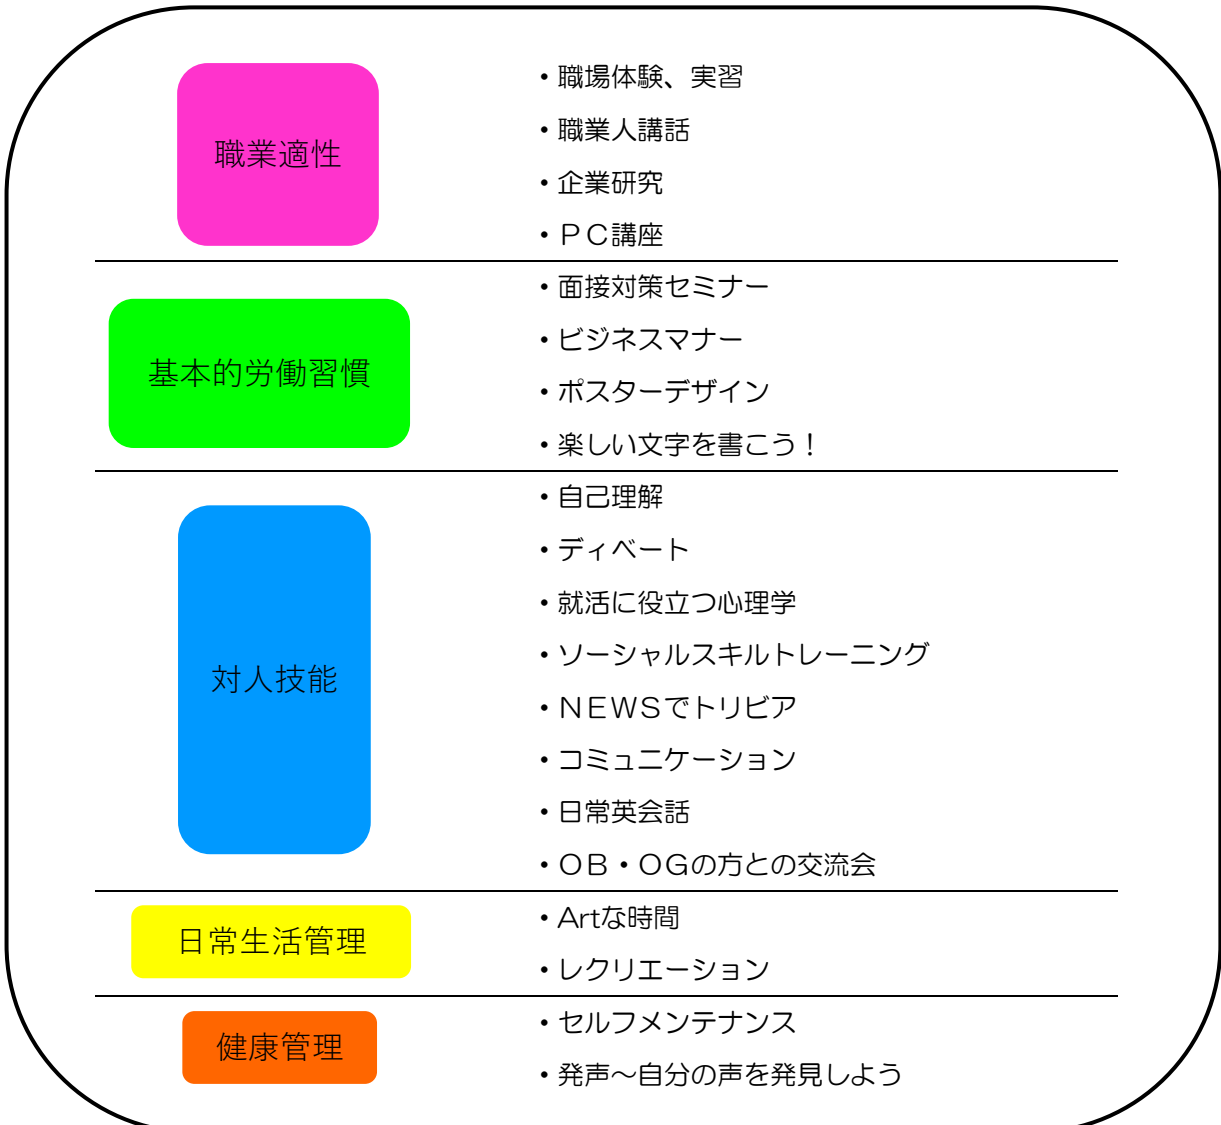 職業適性
・職場体験、実習
・職業人講話
・企業研究
・ＰＣ講座
基本的労働習慣
・面接対策セミナー
・ビジネスマナー
・ポスターデザイン
・楽しい文字を書こう！
対人技能
・自己理解
・ディベート
・就活に役立つ心理学
・ソーシャルスキルトレーニング
・ＮＥＷＳでトリビア
・コミュニケーション
・日常英会話
・ＯＢ・ＯＧの方との交流会
日常生活管理
・Artな時間
・レクリエーション
健康管理
・セルフメンテナンス
・発声～自分の声を発見しよう